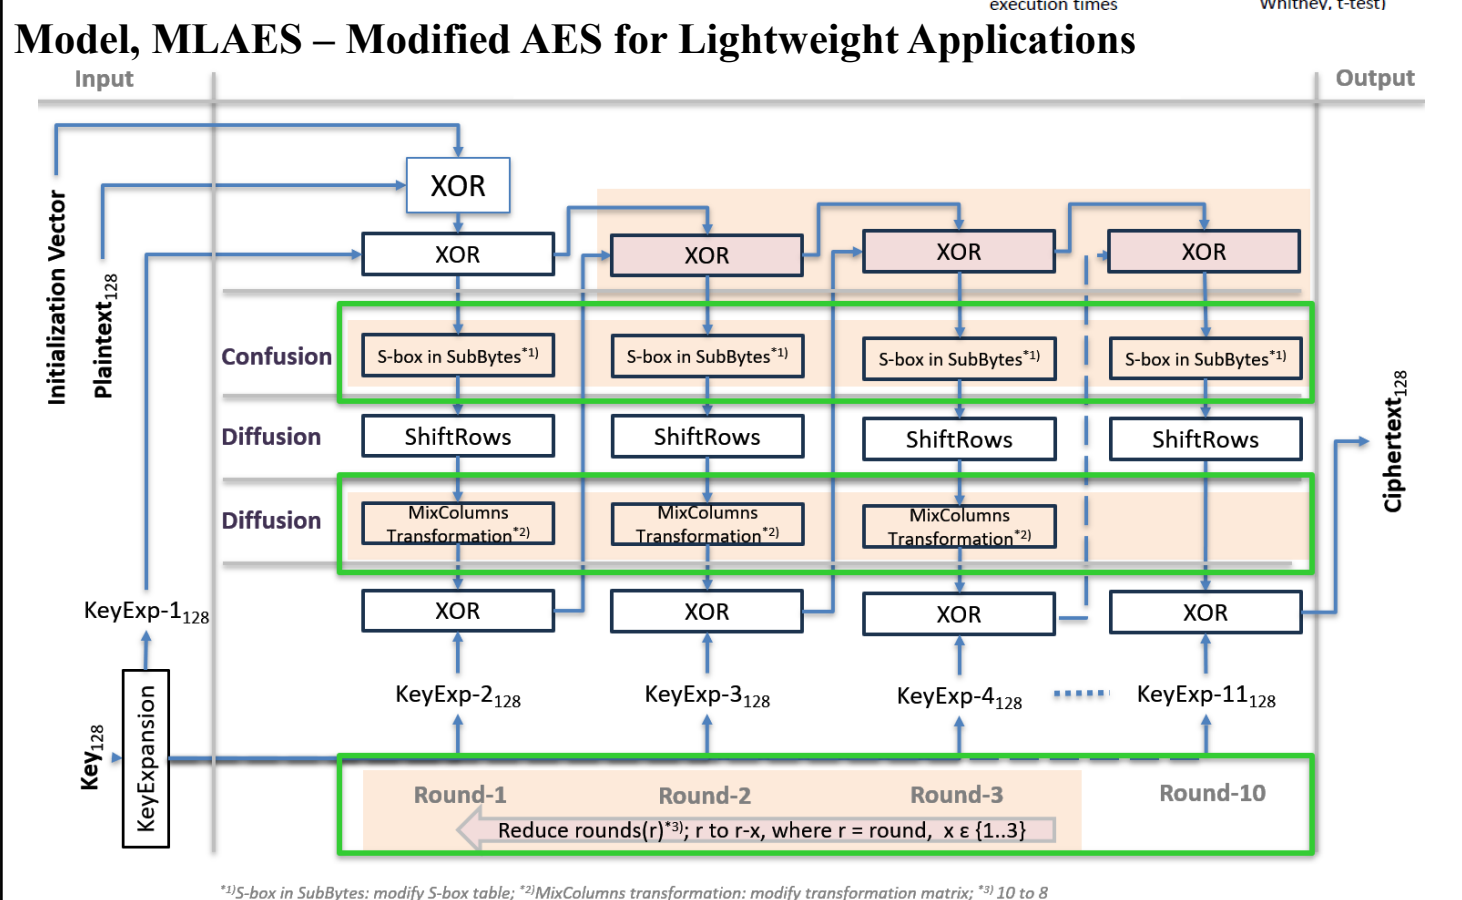 execution times
Whitney, t-test)
Model, MLAES – Modified AES for Lightweight Applications
Input
Output
Initialization Vector
Plaintext128
XOR
XOR
XOR
XOR
XOR
Confusion
S-box in SubBytes*1)
S-box in SubBytes*1)
S-box in SubBytes*1)
S-box in SubBytes*1)
Diffusion
ShiftRows
ShiftRows
ShiftRows
ShiftRows
Ciphertext128
Diffusion
MixColumns
Transformation*2)
MixColumns
Transformation*2)
MixColumns
Transformation*2)
KeyExp-1128
XOR
XOR
XOR
XOR
KeyExp-2128
KeyExp-3128
KeyExp-4128
KeyExp-11128
Key128
KeyExpansion
Round-1
Round-2
Round-3
Round-10
Reduce rounds(r)*3); r to r-x, where r = round, x ε {1..3}
*1)S-box in SubBytes: modify S-box table; *2)MixColumns transformation: modify transformation matrix; *3) 10 to 8